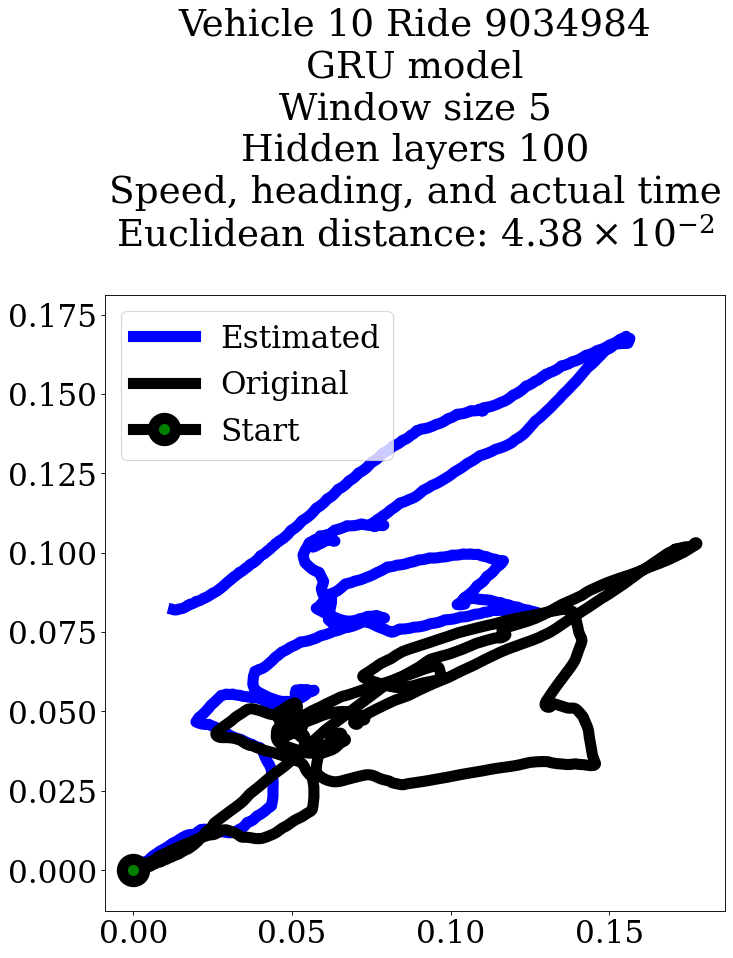 Vehicle 10 Ride 9034984
GRU model
Window size 5
Hidden layers 100
Speed, heading, and actual time
Euclidean distance: 4.38 × 10⁻²
0.175
0.150
0.125
0.100
0.075
0.050
0.025
0.000
Estimated
Original
Start
0.00 0.05 0.10 0.15